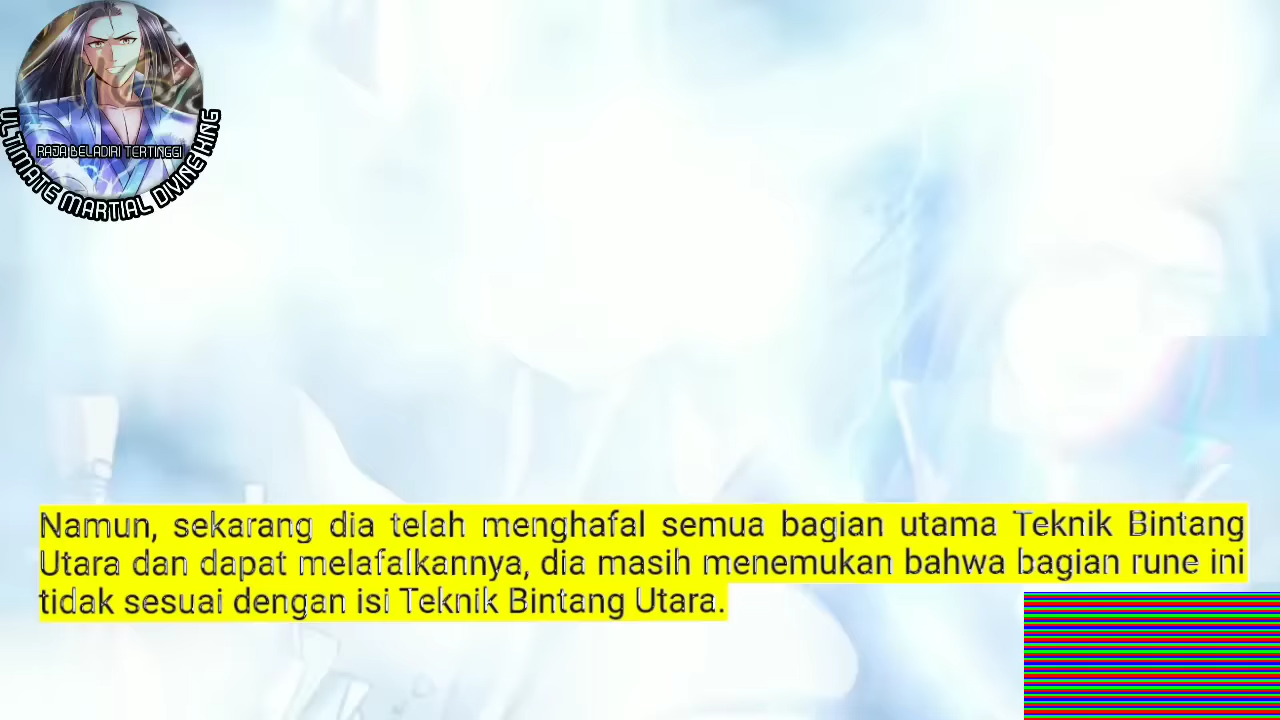 RAJA BELADIRI TERTINGGI
ULTIMATE MARTIAL DIVINE KING
Namun, sekarang dia telah menghafal semua bagian utama Teknik Bintang
Utara dan dapat melafalkannya, dia masih menemukan bahwa bagian rune ini
tidak sesuai dengan isi Teknik Bintang Utara.